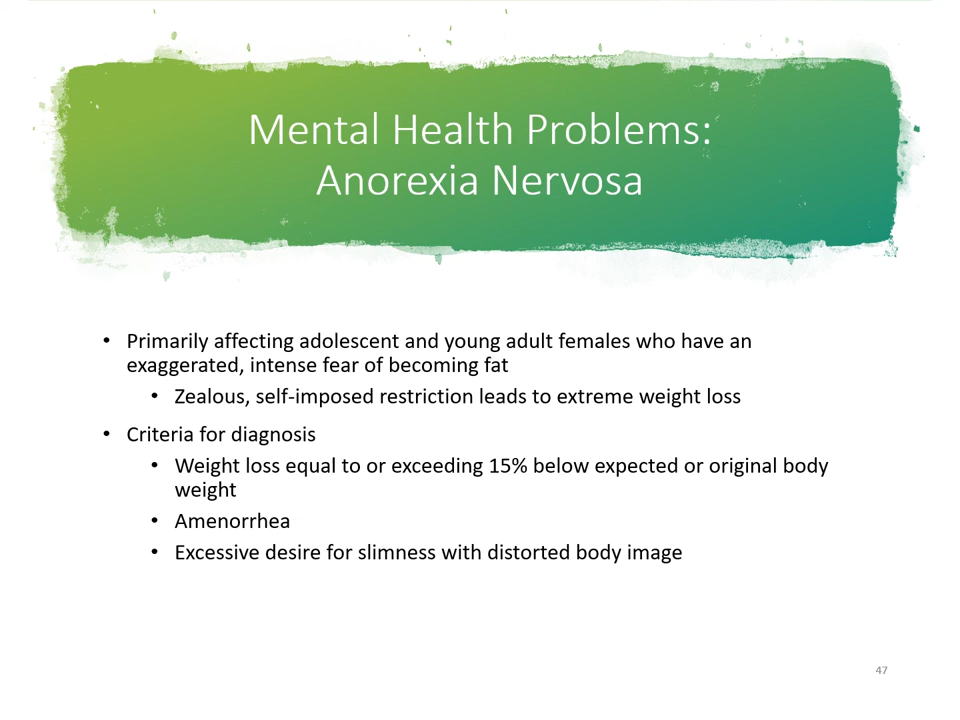 Mental Health Problems:
Anorexia Nervosa
• Primarily affecting adolescent and young adult females who have an
exaggerated, intense fear of becoming fat
• Zealous, self-imposed restriction leads to extreme weight loss
• Criteria for diagnosis
• Weight loss equal to or exceeding 15% below expected or original body
weight
• Amenorrhea
• Excessive desire for slimness with distorted body image
47